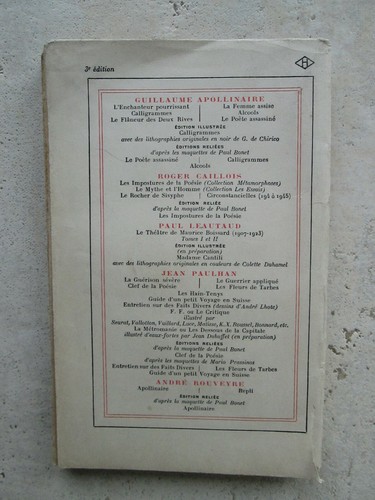 2e édition
H
GUILLAUME APOLLINAIRE
L'Enchanteur pourrissant La Femme assise
Calligrammes Alcools
Le Flâneur des Deux Rives Le Poète assassiné
ÉDITION ILLUSTRÉE
Calligrammes
avec des lithographies originales en noir de G. de Chirico
ÉDITIONS RELIÉES
d'après les maquettes de Paul Bonet
Le Poète assassiné Calligrammes
Alcools
ROGER CAILLOIS
Les Impostures de la Poésie (Collection Métamorphoses)
Le Mythe et l'Homme (Collection Les Essais)
Le Rocher de Sisyphe Circonstancielles (1940 à 1945)
ÉDITION RELIÉE
d'après la maquette de Paul Bonet
Les Impostures de la Poésie
PAUL LEAUTAUD
Le Théâtre de Maurice Boissard (1907-1923)
Tomes I et II
ÉDITION ILLUSTRÉE
(en préparation)
Madame Cantili
avec des lithographies originales en couleurs de Colette Duhamel
JEAN PAULHAN
La Guérison sévère Le Guerrier appliqué
Clef de la Poésie Les Fleurs de Tarbes
Les Hain-Tenys
Guide d'un petit Voyage en Suisse
Entretien sur des Faits Divers (dessins d'André Lhote)
F. F. ou Le Critique
illustré par
Seurat, Vallotton, Vuillard, Luce, Matisse, K.-X. Roussel, Bonnard, etc.
La Métromanie ou Les Dessous de la Capitale
illustré d'eaux-fortes par Jean Dubuffet (en préparation)
ÉDITIONS RELIÉES
d'après la maquette de Paul Bonet
Clef de la Poésie
d'après les maquettes de Mario Prassinos
Entretien sur des Faits Divers Les Fleurs de Tarbes
Guide d'un petit Voyage en Suisse
ANDRÉ ROUVEYRE
Apollinaire Repli
ÉDITION RELIÉE
d'après la maquette de Paul Bonet
Apollinaire